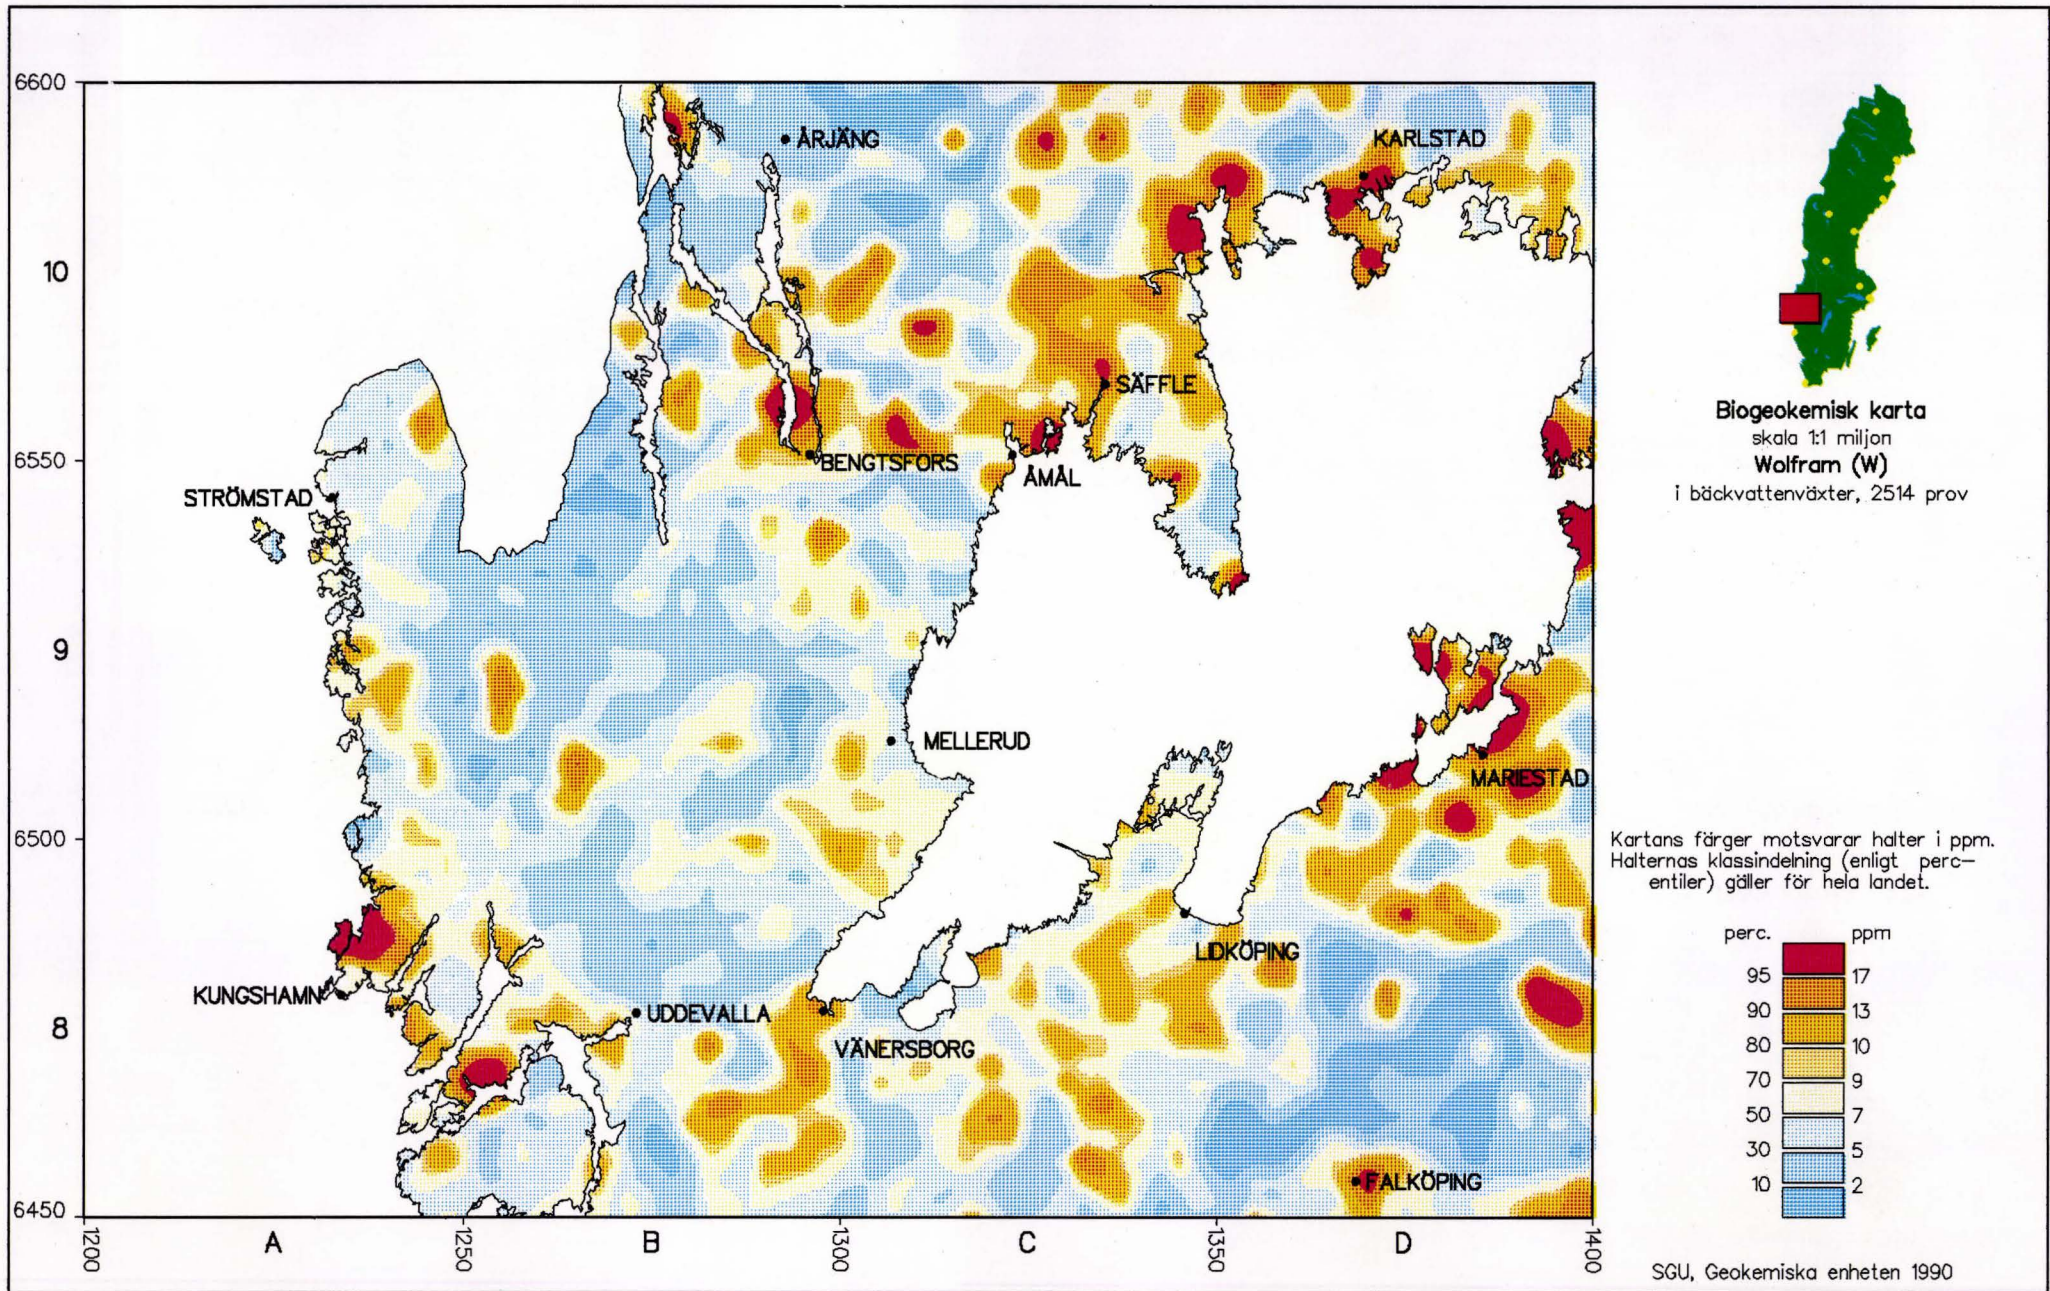 6600
ÅRJÄNG
KARLSTAD
10
SÄFFLE
Biogeokemisk karta
skala 1:1 miljon
Wolfram (W)
i bäckvattenväxter, 2514 prov
6550
BENGTSFORS
ÅMÅL
STRÖMSTAD
9
MELLERUD
MARIESTAD
6500
Kartans färger motsvarar halter i ppm.
Halternas klassindelning (enligt perc-
entiler) gäller för hela landet.
perc. ppm
LIDKÖPING
95 17
KUNGSHAMN
90 13
UDDEVALLA
8
80 10
VÄNERSBORG
70 9
50 7
30 5
10 2
FALKÖPING
6450
1200 A 1250 B 1300 C 1350 D 1400
SGU, Geokemiska enheten 1990